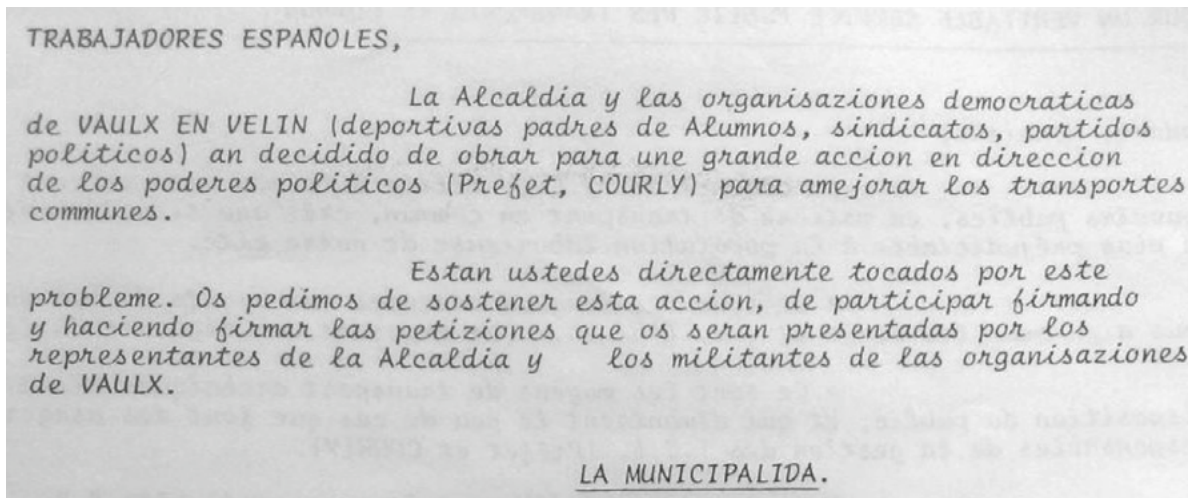 TRABAJADORES ESPAÑOLES,
La Alcaldia y las organisaziones democraticas
de VAULX EN VELIN (deportivas padres de Alumnos, sindicatos, partidos
politicos) an decidido de obrar para une grande accion en direccion
de los poderes politicos (Prefet, COURLY) para amejorar los transportes
communes.
Estan ustedes directamente tocados por este
probleme. Os pedimos de sostener esta accion, de participar firmando
y haciendo firmar las petiziones que os seran presentadas por los
representantes de la Alcaldia y los militantes de las organisaziones
de VAULX.
LA MUNICIPALIDA.